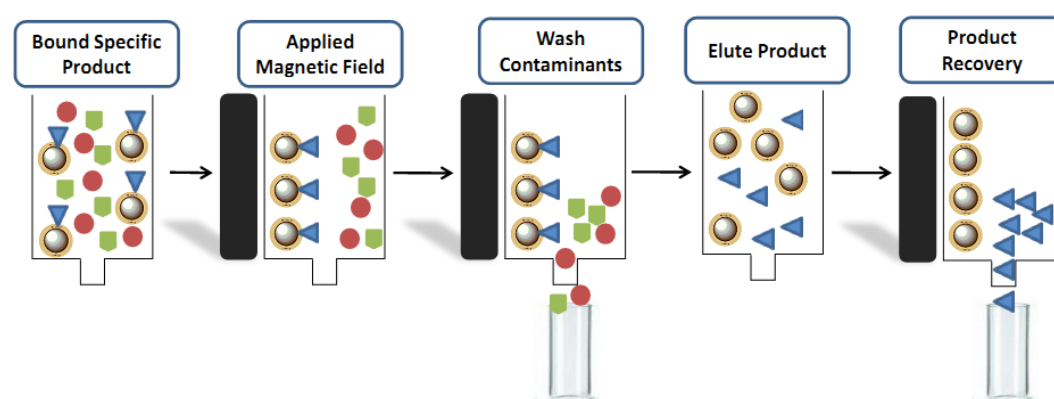 Bound Specific
Product
Applied
Magnetic Field
Wash
Contaminants
Elute Product
Product
Recovery